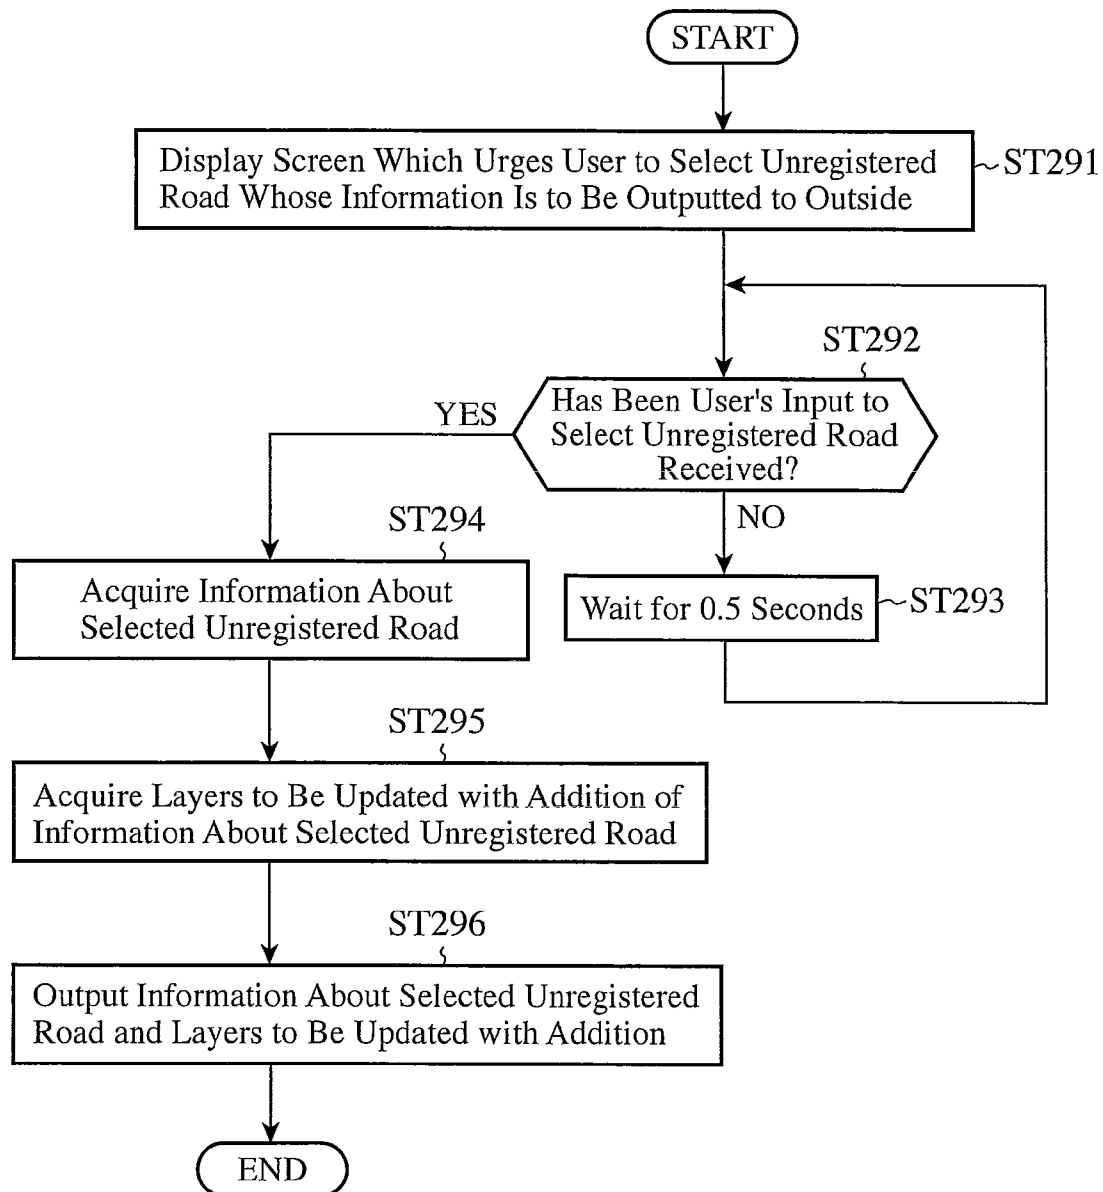 START
Display Screen Which Urges User to Select Unregistered
Road Whose Information Is to Be Outputted to Outside
ST291
ST292
Has Been User's Input to
Select Unregistered Road
Received?
YES
NO
ST293
Wait for 0.5 Seconds
ST294
Acquire Information About
Selected Unregistered Road
ST295
Acquire Layers to Be Updated with Addition of
Information About Selected Unregistered Road
ST296
Output Information About Selected Unregistered
Road and Layers to Be Updated with Addition
END